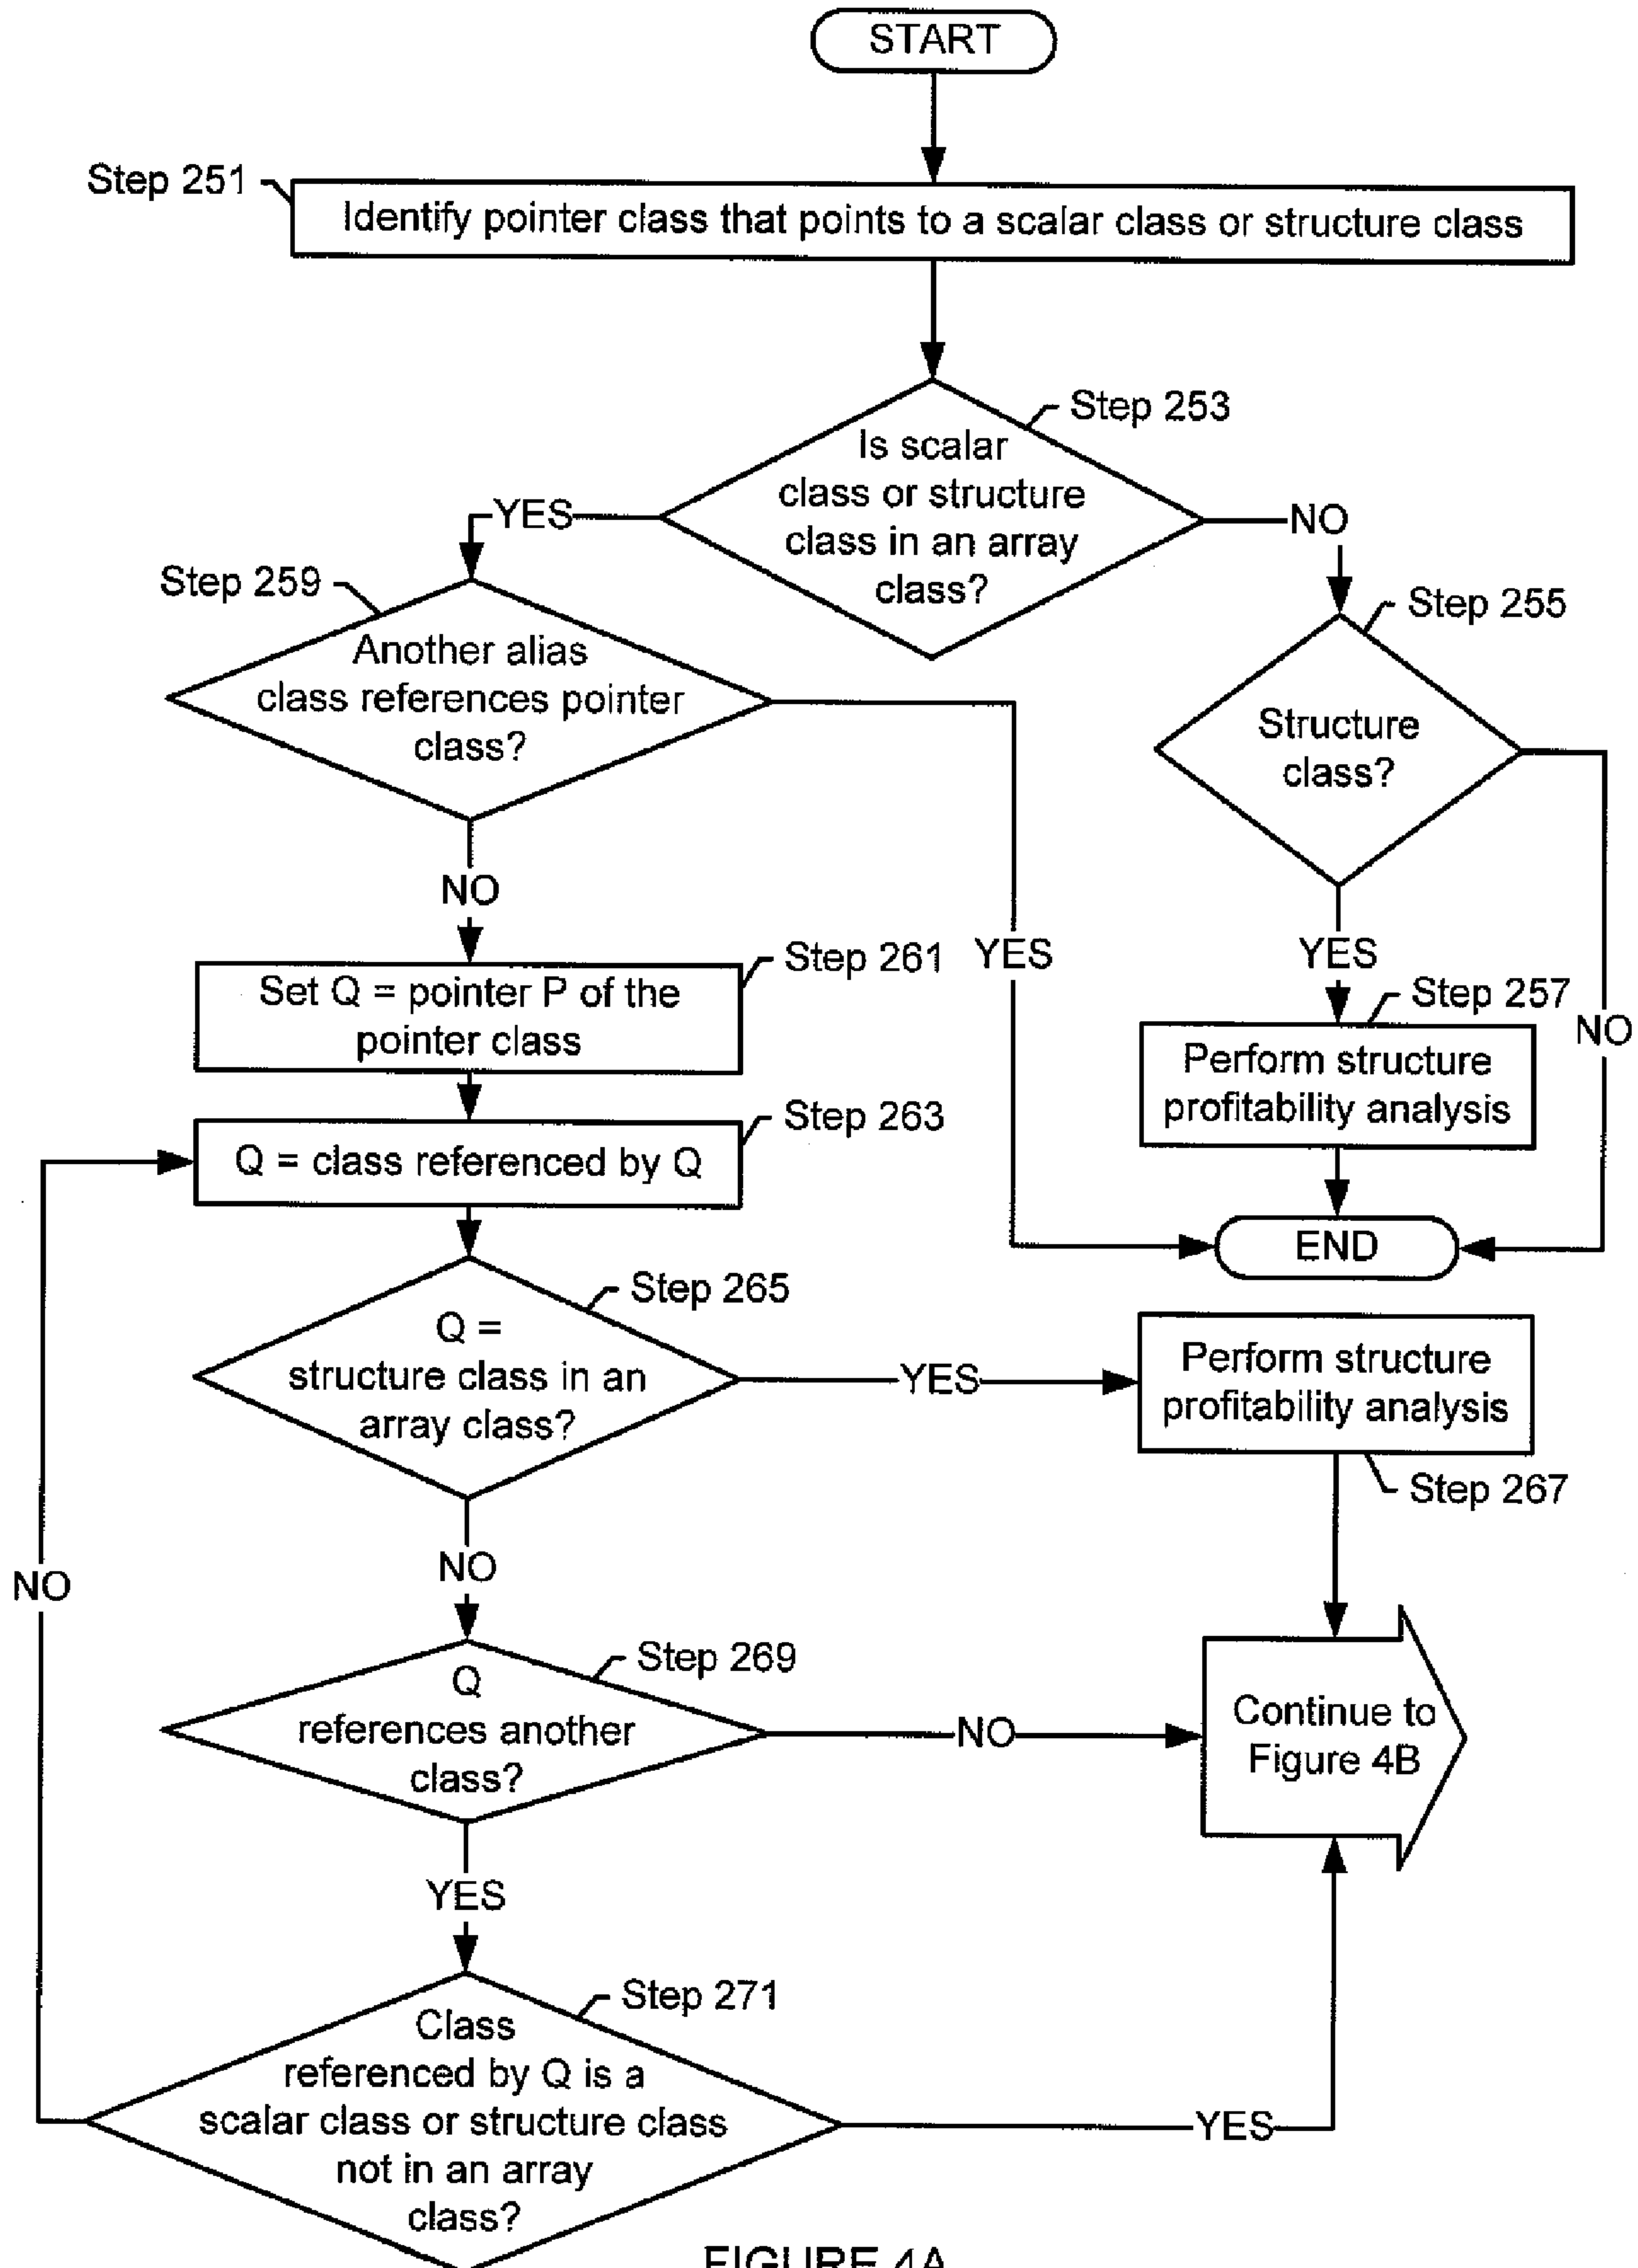 START
Step 251
Identify pointer class that points to a scalar class or structure class
Step 253
Is scalar
class or structure
class in an array
class?
YES
NO
Step 259
Another alias
class references pointer
class?
Step 255
Structure
class?
NO
YES
YES
NO
Step 261
Set Q = pointer P of the
pointer class
Step 257
Perform structure
profitability analysis
Step 263
Q = class referenced by Q
END
Step 265
Q =
structure class in an
array class?
YES
Perform structure
profitability analysis
Step 267
NO
NO
Step 269
Q
references another
class?
NO
Continue to
Figure 4B
YES
Step 271
Class
referenced by Q is a
scalar class or structure class
not in an array
class?
YES
FIGURE 4A